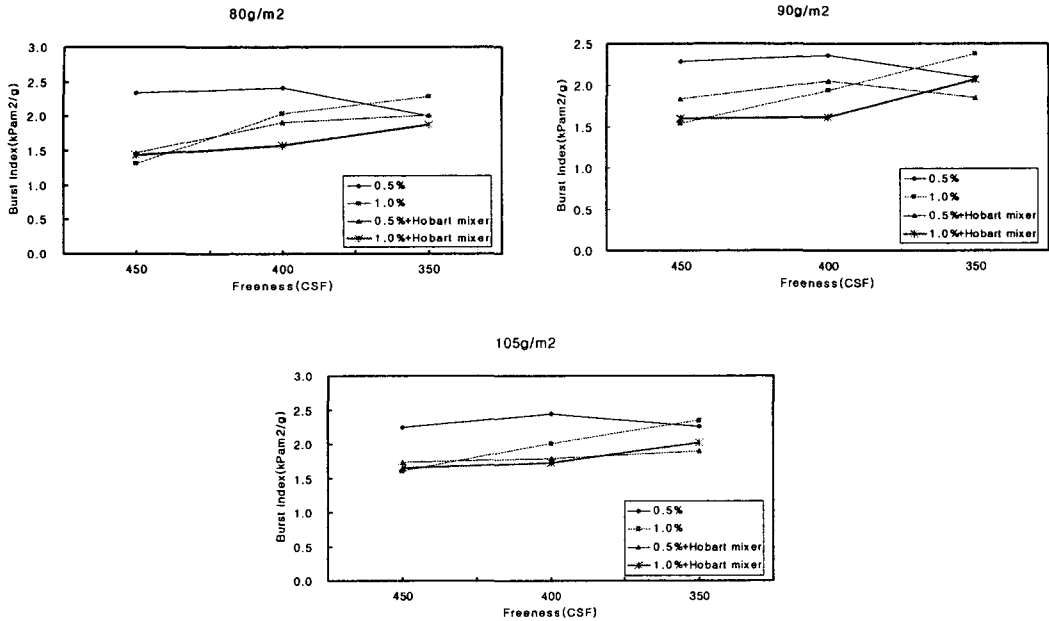 80g/m2
Burst Index(kPam2/g)
3.0
2.5
2.0
1.5
1.0
0.5
0.0
0.5%
1.0%
0.5%+Hobart mixer
1.0%+Hobart mixer
450
400
350
Freeness(CSF)
90g/m2
Burst Index(kPam2/g)
2.5
2.0
1.5
1.0
0.5
0.0
0.5%
1.0%
0.5%+Hobart mixer
1.0%+Hobart mixer
450
400
350
Freeness(CSF)
105g/m2
Burst Index(kPam2/g)
3.0
2.5
2.0
1.5
1.0
0.5
0.0
0.5%
1.0%
0.5%+Hobart mixer
1.0%+Hobart mixer
450
400
350
Freeness(CSF)